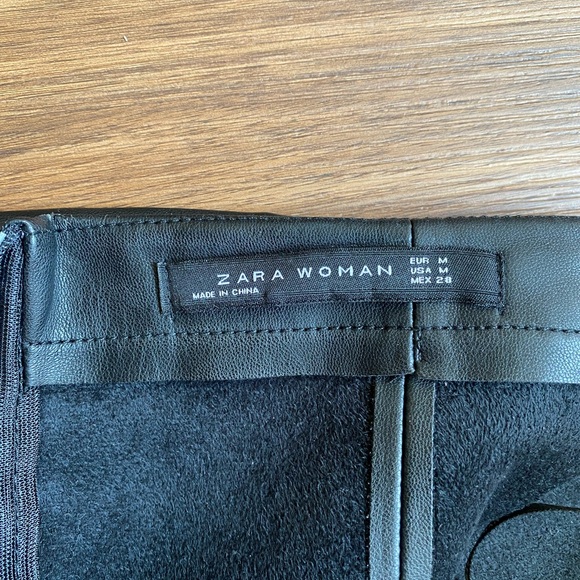 ZARA WOMAN
MADE IN CHINA
EUR M
USA M
MEX 28